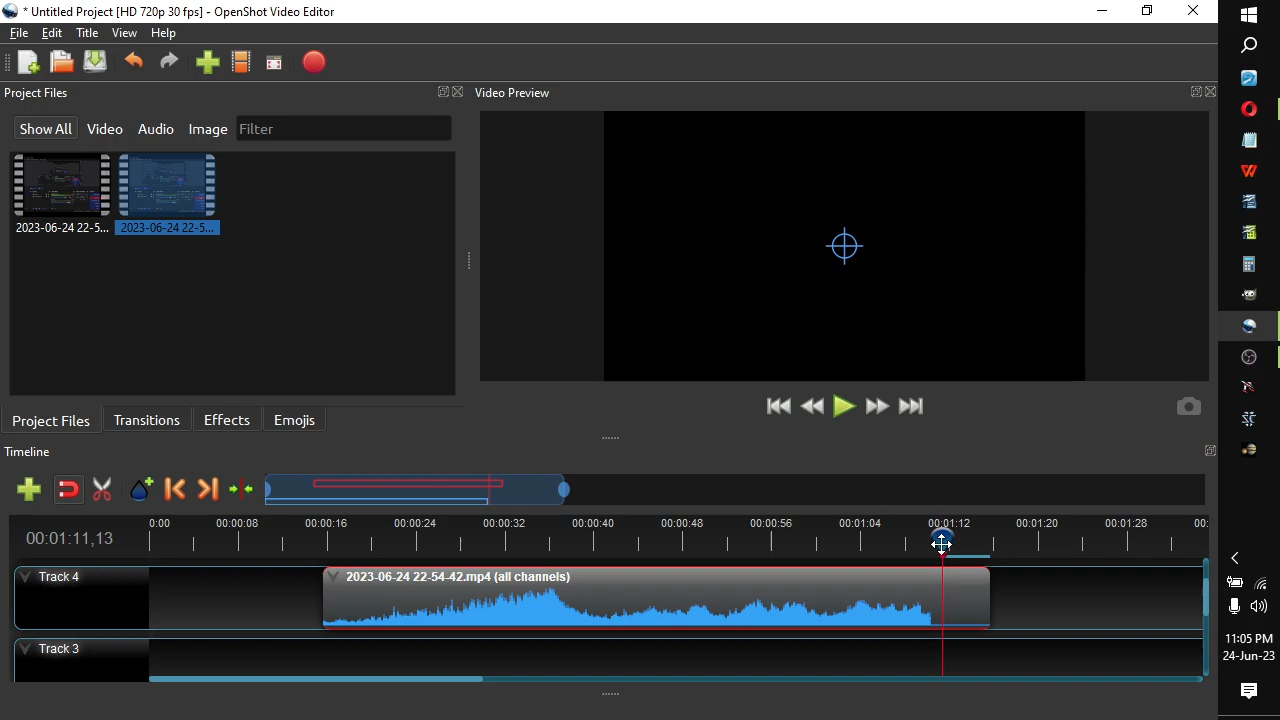 * Untitled Project [HD 720p 30 fps] - OpenShot Video Editor
File Edit Title View Help
Project Files
Video Preview
Show All Video Audio Image Filter
2023-06-24 22-5... 2023-06-24 22-5...
Project Files Transitions Effects Emojis
Timeline
00:01:11,13
0:00 00:00:08 00:00:16 00:00:24 00:00:32 00:00:40 00:00:48 00:00:56 00:01:04 00:01:12 00:01:20 00:01:28 00:
Track 4
2023-06-24 22-54-42.mp4 (all channels)
Track 3
11:05 PM
24-Jun-23